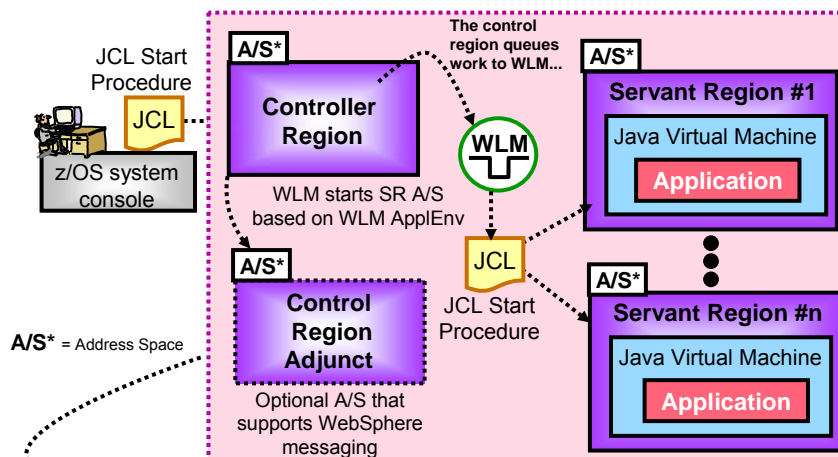 JCL Start
Procedure
JCL
z/OS system
console
A/S*
Controller
Region
The control
region queues
work to WLM...
WLM
WLM starts SR A/S
based on WLM ApplEnv
JCL
JCL Start
Procedure
A/S*
Control
Region
Adjunct
Optional A/S that
supports WebSphere
messaging
A/S* = Address Space
A/S*
Servant Region #1
Java Virtual Machine
Application
A/S*
Servant Region #n
Java Virtual Machine
Application